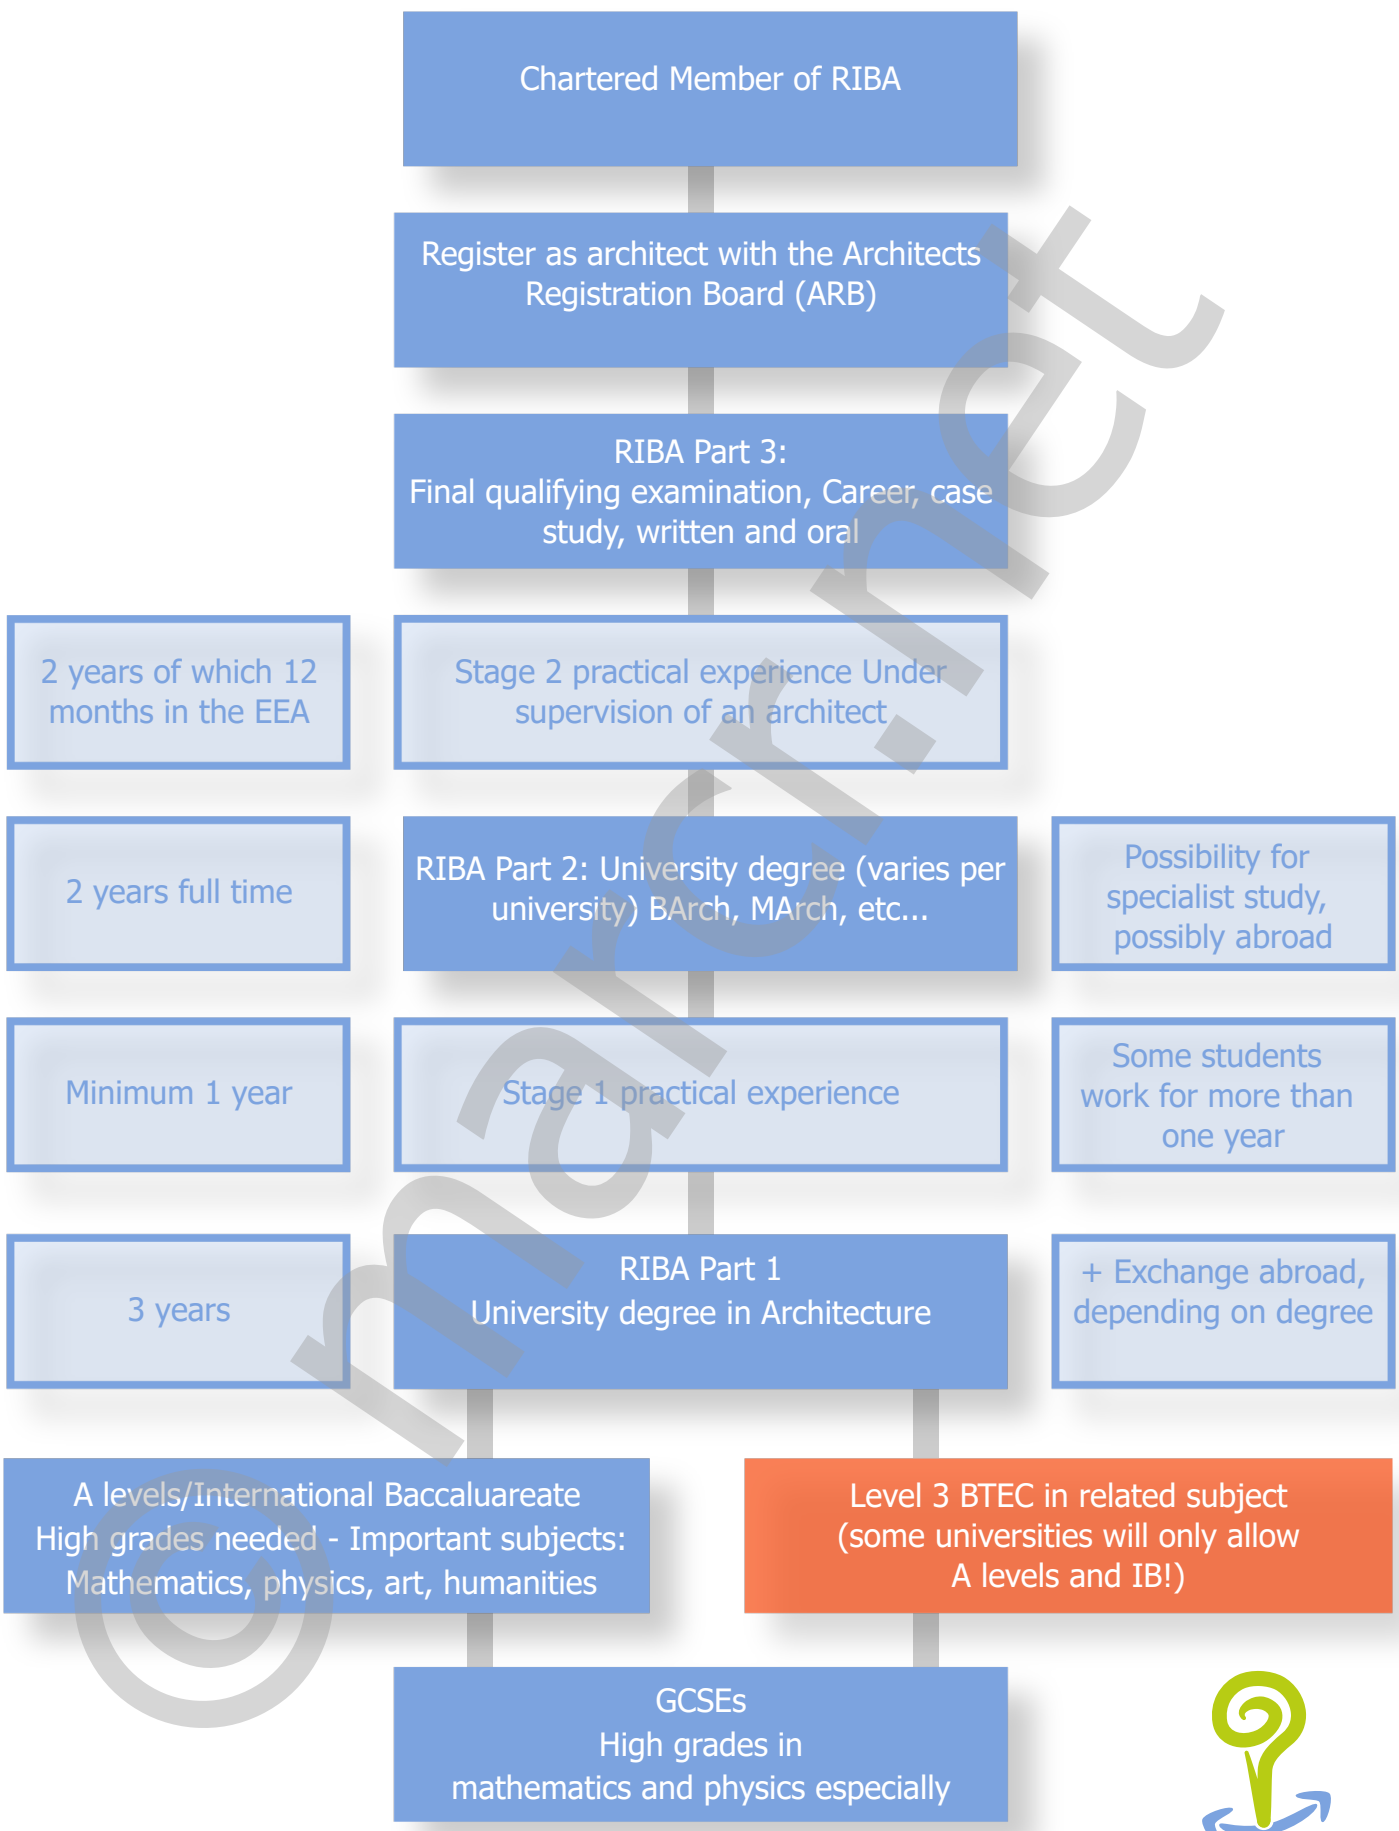 Chartered Member of RIBA
Register as architect with the Architects
Registration Board (ARB)
RIBA Part 3:
Final qualifying examination, Career, case
study, written and oral
2 years of which 12
months in the EEA
Stage 2 practical experience Under
supervision of an architect
2 years full time
RIBA Part 2: University degree (varies per
university) BArch, MArch, etc...
Possibility for
specialist study,
possibly abroad
Minimum 1 year
Stage 1 practical experience
Some students
work for more than
one year
3 years
RIBA Part 1
University degree in Architecture
+ Exchange abroad,
depending on degree
A levels/International Baccaluareate
High grades needed - Important subjects:
Mathematics, physics, art, humanities
Level 3 BTEC in related subject
(some universities will only allow
A levels and IB!)
GCSEs
High grades in
mathematics and physics especially
© marcr.net